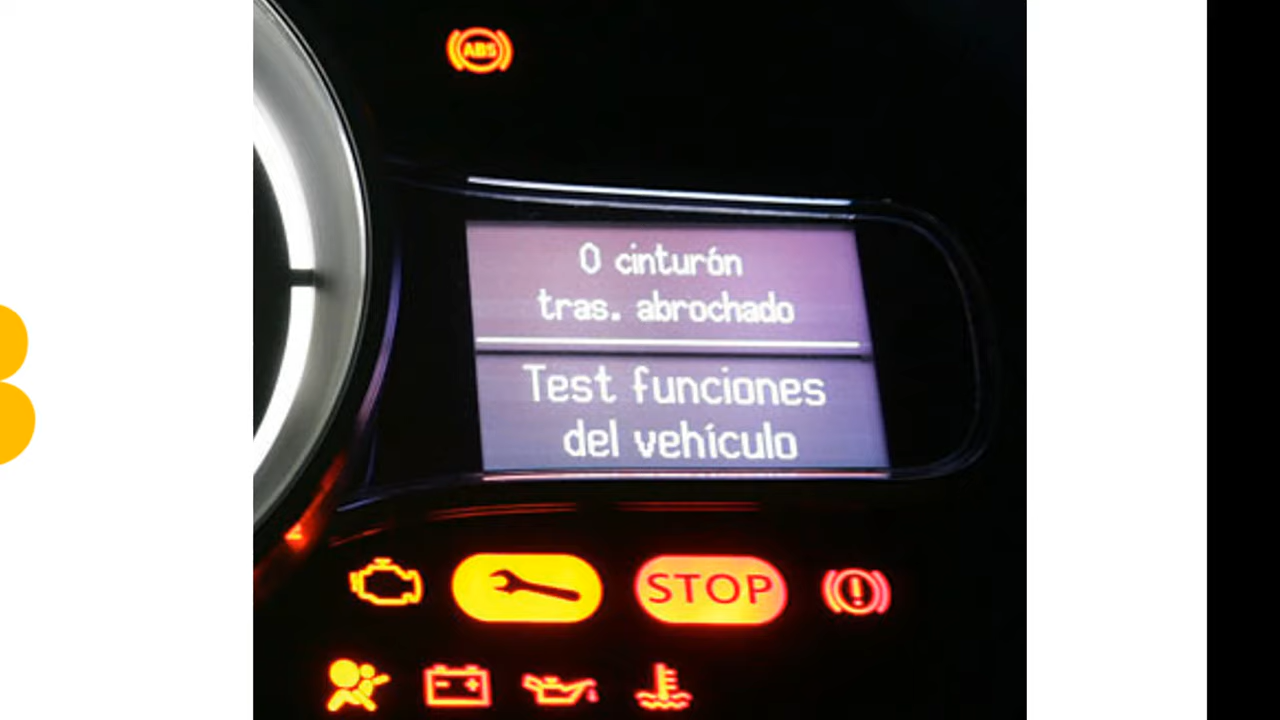 ABS
0 cinturón
tras. abrochado
Test funciones
del vehículo
STOP